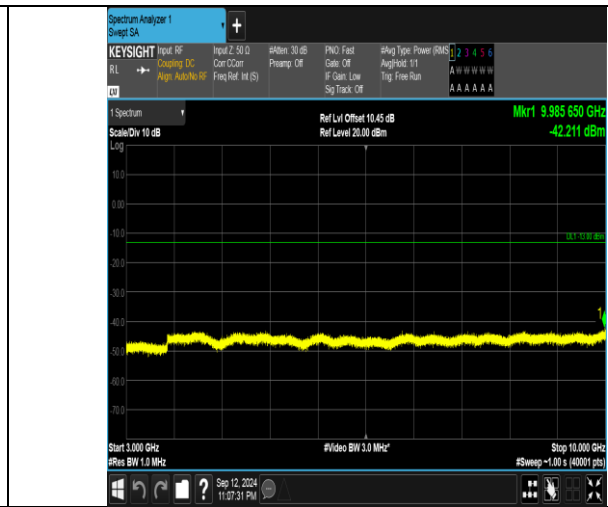 Spectrum Analyzer 1
Swept SA
+
KEYSIGHT Input: RF Input Z: 50 Ω #Atten: 30 dB PNO: Fast #Avg Type: Power (RMS 1 2 3 4 5 6
RL Coupling: DC Corr CCorr Preamp: Off Gate: Off Avg|Hold: 1/1 A W W W W W
Align: Auto/No RF Freq Ref: Int (S) IF Gain: Low Trig: Free Run
Sig Track: Off A A A A A A
1 Spectrum Ref Lvl Offset 10.45 dB Mkr1 9.985 650 GHz
Scale/Div 10 dB Ref Level 20.00 dBm -42.211 dBm
Log
10.0
0.00
-10.0
DL1 -13.00 dBm
-20.0
-30.0
1
-40.0
-50.0
-60.0
-70.0
Start 3.000 GHz #Video BW 3.0 MHz* Stop 10.000 GHz
#Res BW 1.0 MHz #Sweep ~1.00 s (40001 pts)
? Sep 12, 2024
11:07:31 PM